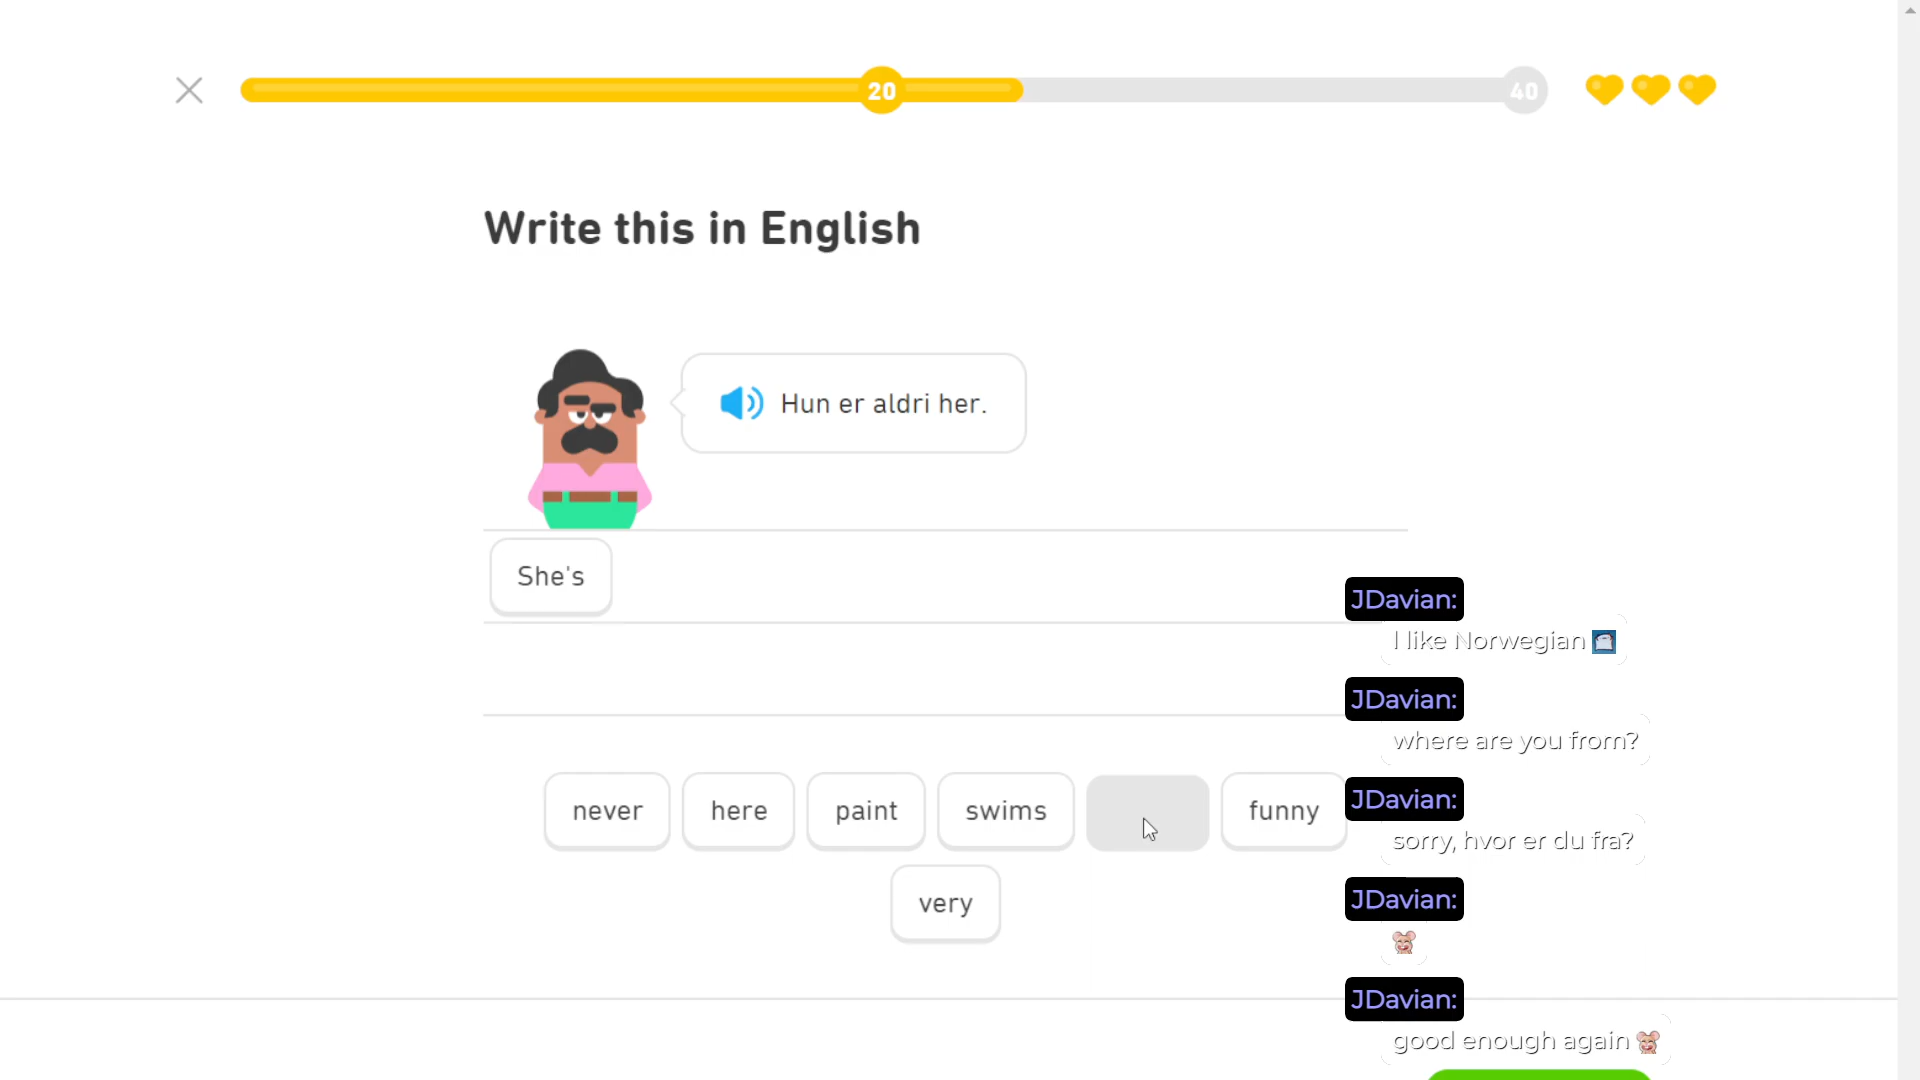 20
40
Write this in English
Hun er aldri her.
She's
never here paint swims funny
very
JDavian:
I like Norwegian
JDavian:
where are you from?
JDavian:
sorry, hvor er du fra?
JDavian:
JDavian:
good enough again